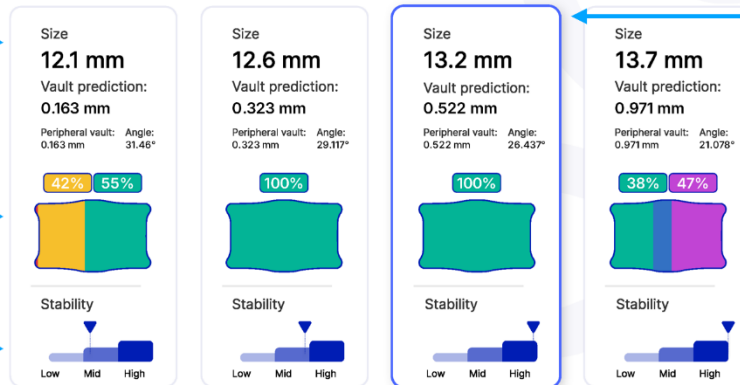 Size
12.1 mm
Vault prediction:
0.163 mm
Peripheral vault: Angle:
0.163 mm 31.46°
42% 55%
Stability
Low Mid High
Size
12.6 mm
Vault prediction:
0.323 mm
Peripheral vault: Angle:
0.323 mm 29.117°
100%
Stability
Low Mid High
Size
13.2 mm
Vault prediction:
0.522 mm
Peripheral vault: Angle:
0.522 mm 26.437°
100%
Stability
Low Mid High
Size
13.7 mm
Vault prediction:
0.971 mm
Peripheral vault: Angle:
0.971 mm 21.078°
38% 47%
Stability
Low Mid High